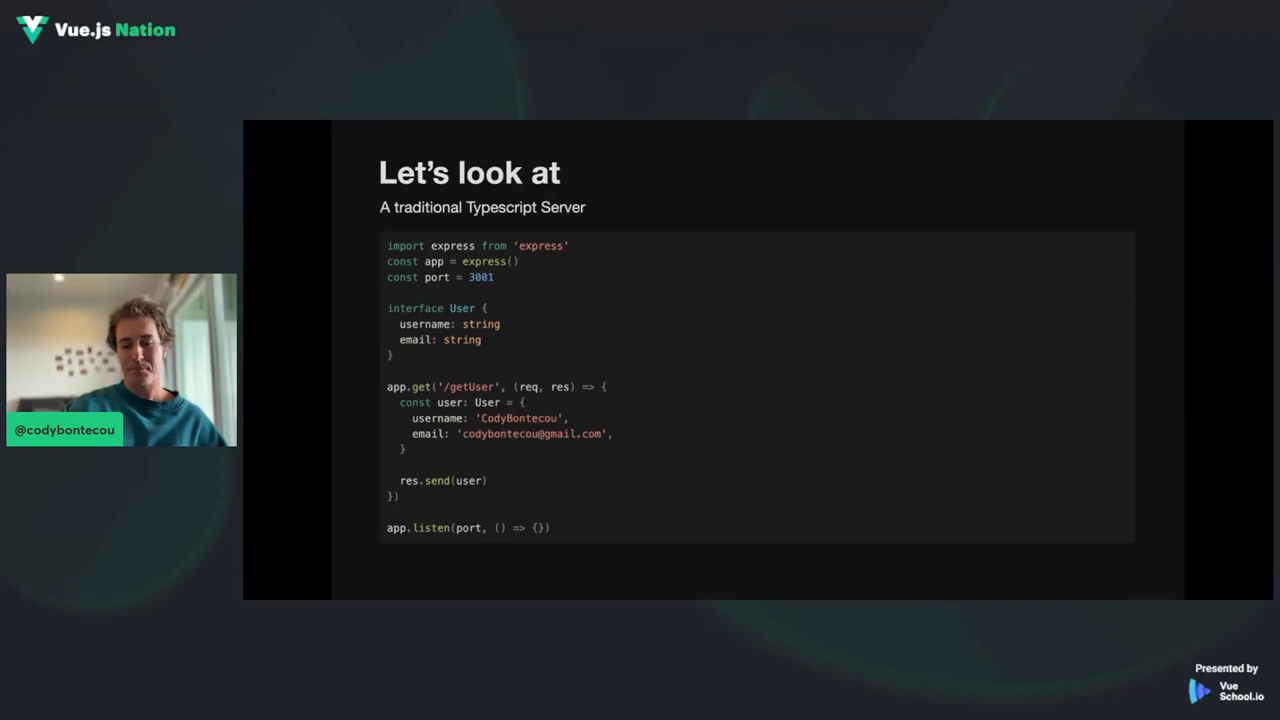 Vue.js Nation
Let's look at
A traditional Typescript Server
import express from 'express'
const app = express()
const port = 3001
interface User {
username: string
email: string
}
app.get('/getUser', (req, res) => {
const user: User = {
username: 'CodyBontecou',
email: 'codybontecou@gmail.com',
}
res.send(user)
})
app.listen(port, () => {})
@codybontecou
Presented by
Vue
School.io